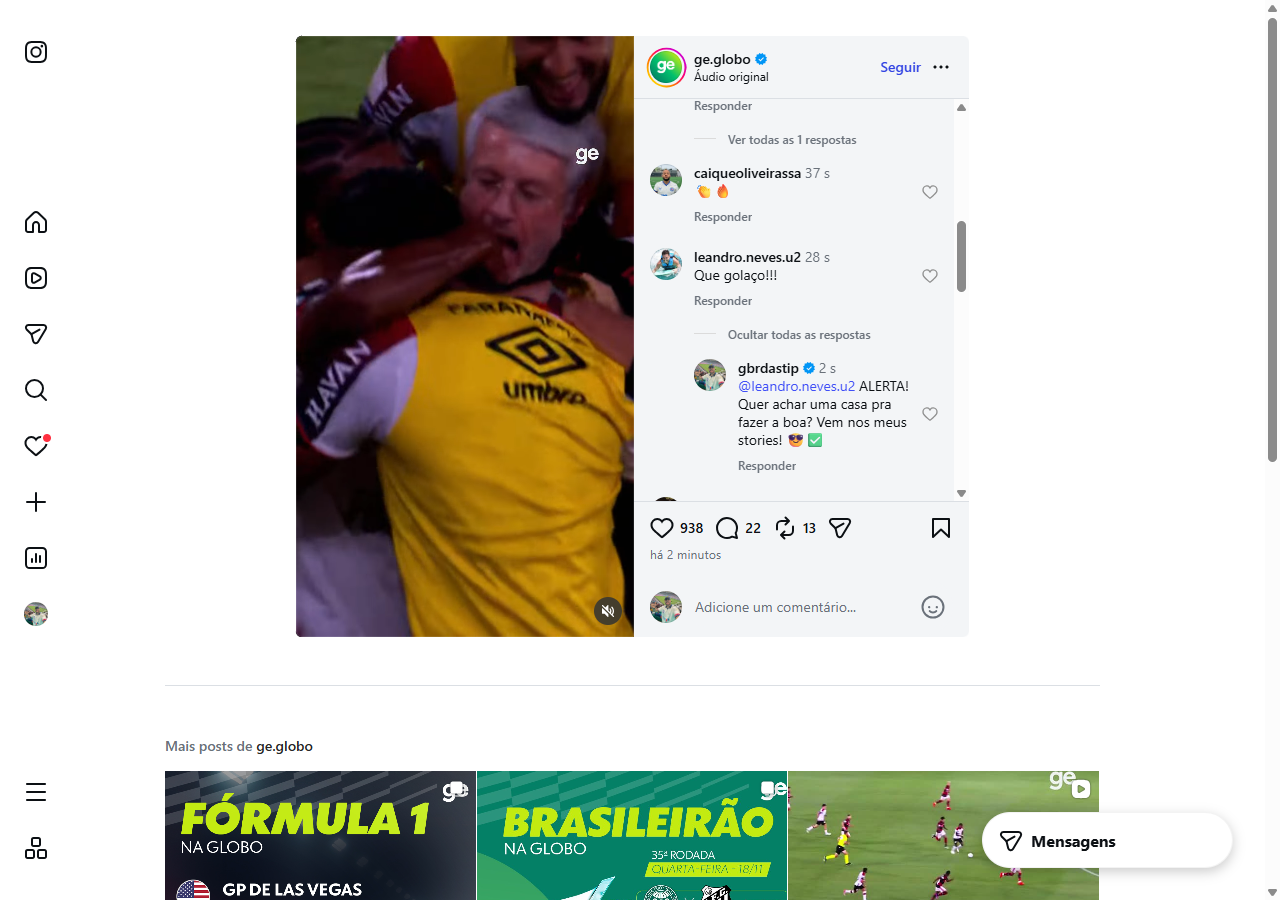 ge.globo
Áudio original
Seguir
Responder
Ver todas as 1 respostas
caiqueoliveirassa 37 s
👏 🔥
Responder
leandro.neves.u2 28 s
Que golaço!!!
Responder
Ocultar todas as respostas
gbrdastip 2 s
@leandro.neves.u2 ALERTA!
Quer achar uma casa pra
fazer a boa? Vem nos meus
stories! 😎 ✅
Responder
938 22 13
há 2 minutos
Adicione um comentário...
ge
ge
HAVAN
umbro
Mais posts de ge.globo
ge
FÓRMULA 1
NA GLOBO
GP DE LAS VEGAS
ge
BRASILEIRÃO
NA GLOBO
35ª RODADA
QUARTA-FEIRA - 18/11
ge
Mensagens